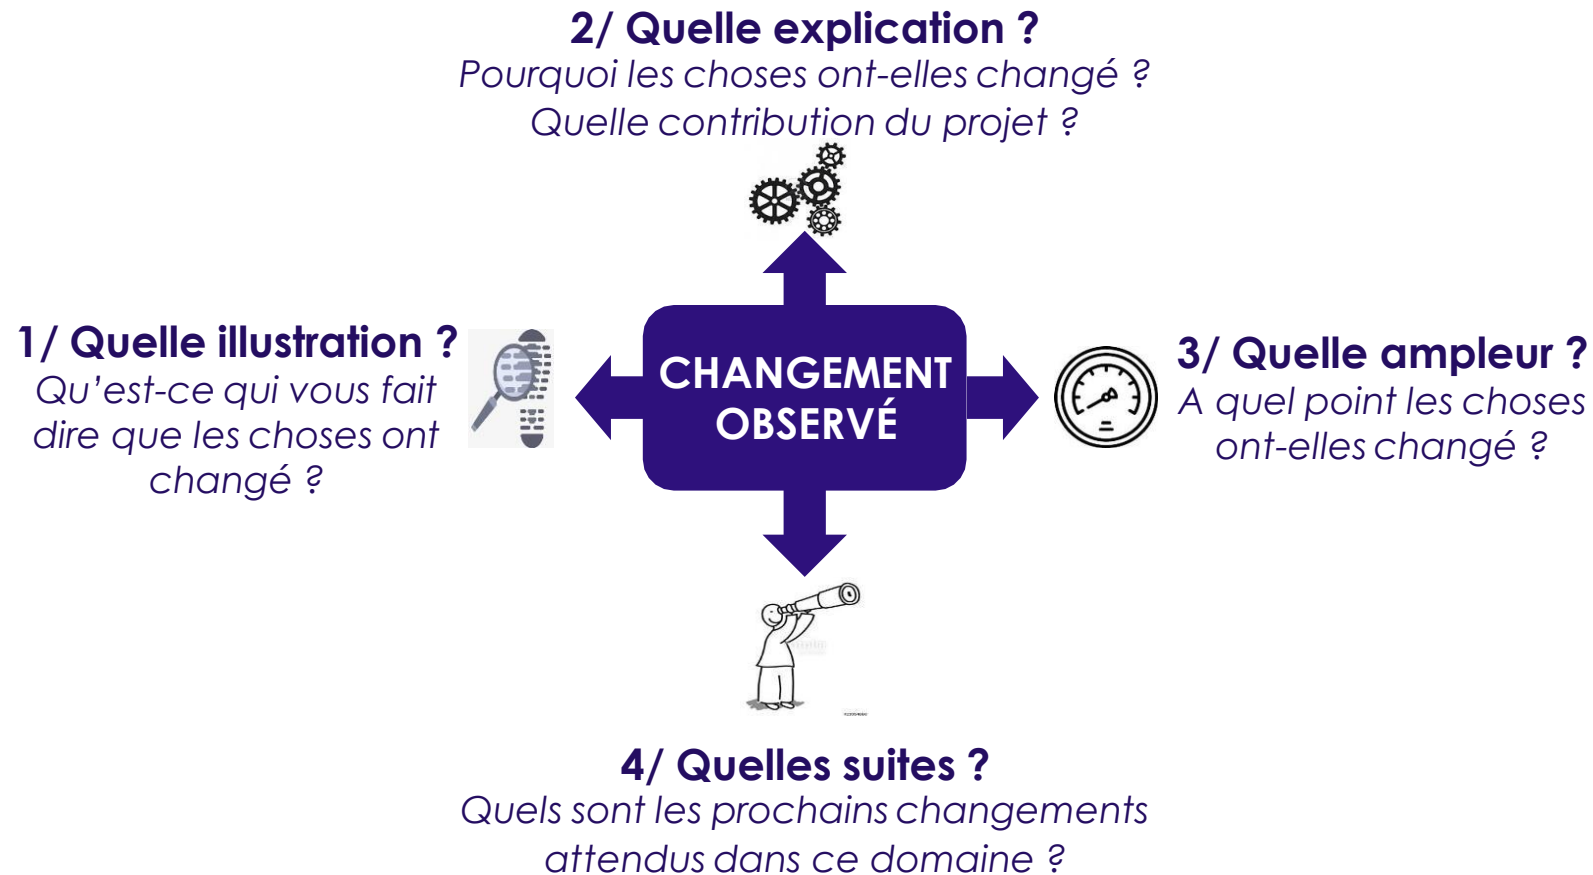 2/ Quelle explication ?
Pourquoi les choses ont-elles changé ?
Quelle contribution du projet ?
1/ Quelle illustration ?
Qu’est-ce qui vous fait
dire que les choses ont
changé ?
CHANGEMENT
OBSERVÉ
3/ Quelle ampleur ?
A quel point les choses
ont-elles changé ?
4/ Quelles suites ?
Quels sont les prochains changements
attendus dans ce domaine ?